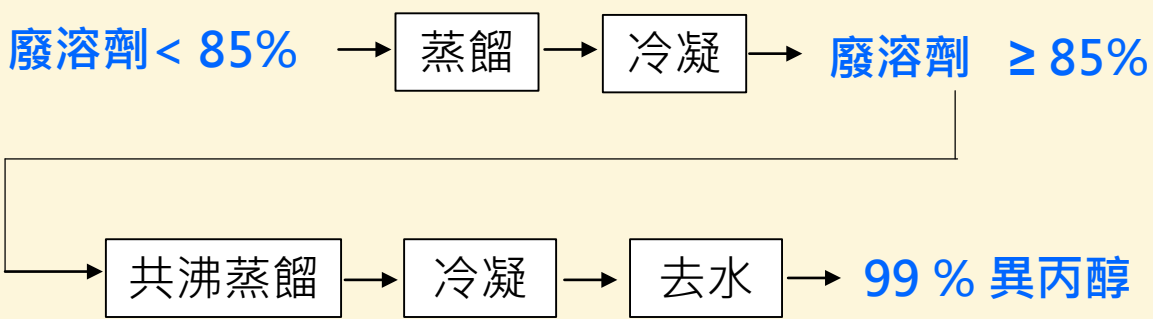 廢溶劑< 85% 蒸餾 冷凝 廢溶劑 ≥ 85%
共沸蒸餾 冷凝 去水 99 % 異丙醇